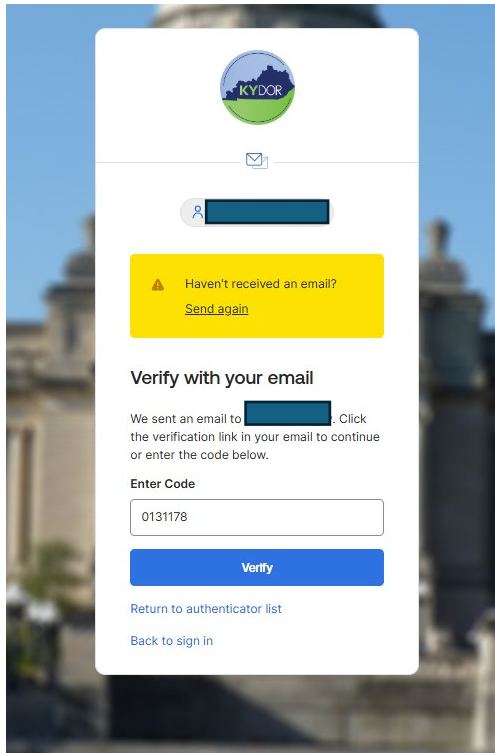 KYDOR
Haven't received an email?
Send again
Verify with your email
We sent an email to . Click
the verification link in your email to continue
or enter the code below.
Enter Code
0131178
Verify
Return to authenticator list
Back to sign in